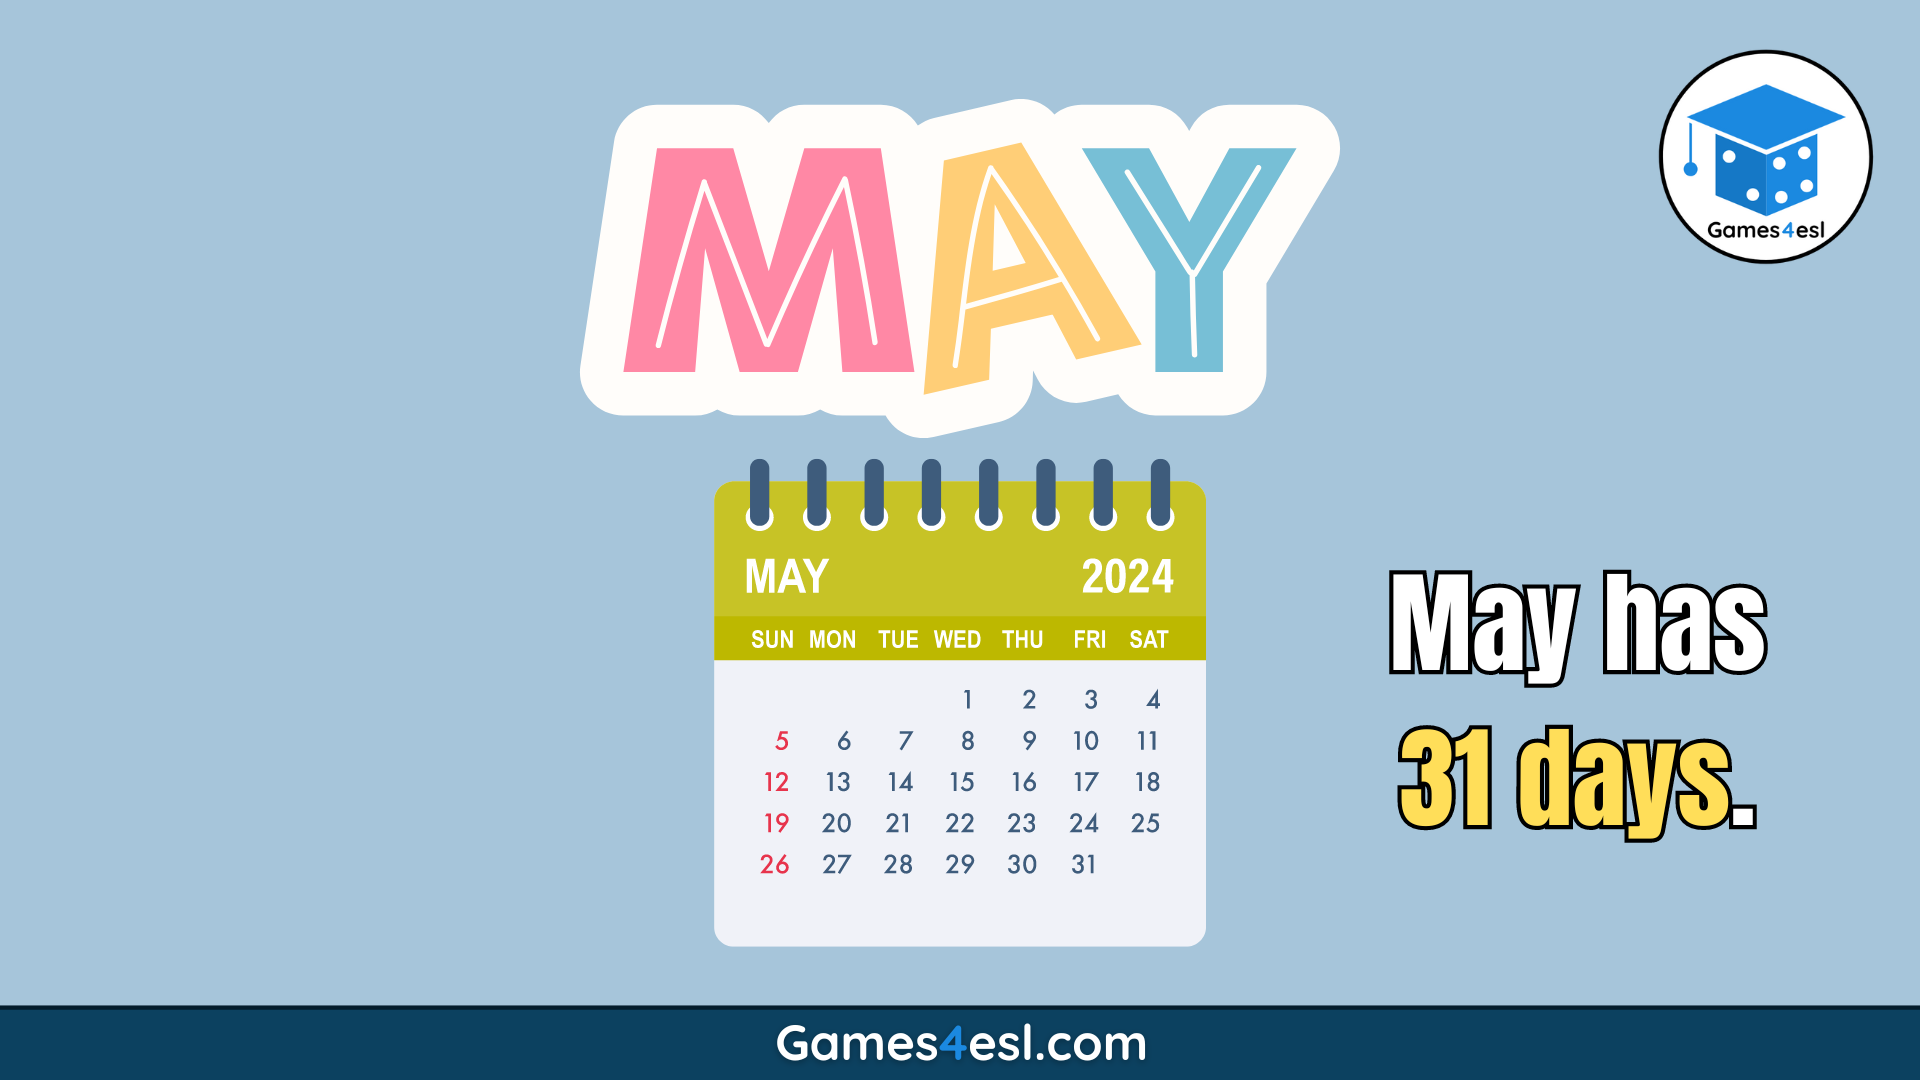 MAY
Games4esl
MAY 2024
SUN MON TUE WED THU FRI SAT
1 2 3 4
5 6 7 8 9 10 11
12 13 14 15 16 17 18
19 20 21 22 23 24 25
26 27 28 29 30 31
May has
31 days.
Games4esl.com